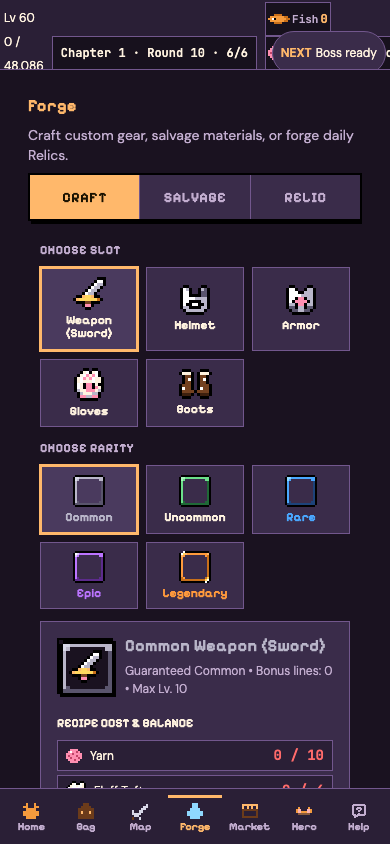 Lv 60
0 /
48,086
Chapter 1 · Round 10 · 6/6
Fish 0
NEXT Boss ready
Forge
Craft custom gear, salvage materials, or forge daily
Relics.
CRAFT
SALVAGE
RELIC
CHOOSE SLOT
Weapon
(Sword)
Helmet
Armor
Gloves
Boots
CHOOSE RARITY
Common
Uncommon
Rare
Epic
Legendary
Common Weapon (Sword)
Guaranteed Common • Bonus lines: 0
• Max Lv. 10
RECIPE COST & BALANCE
Yarn
0 / 10
Home
Bag
Map
Forge
Market
Hero
Help